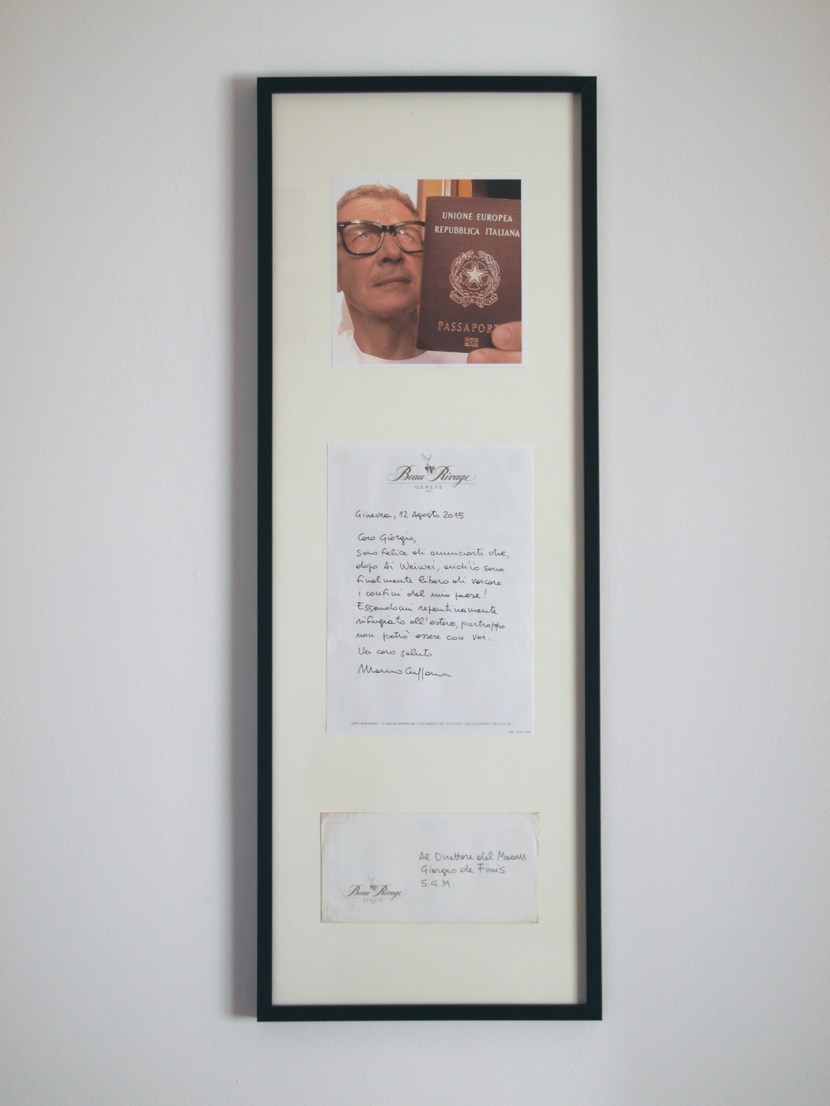 UNIONE EUROPEA
REPUBBLICA ITALIANA
PASSAPOR
Beau Rivage
GENÈVE
Ginevra, 12 Agosto 2015
Caro Giorgio,
sono felice di annunciarti che,
dopo Ai Weiwei, anch'io sono
finalmente libero di varcare
i confini del mio paese!
Essendomi repentinamente
rifugiato all'estero, purtroppo
non potrò essere con voi.
Un caro saluto
Al Direttore del Maam
Giorgio de Finis
S.G.M.
Beau Rivage
GENÈVE